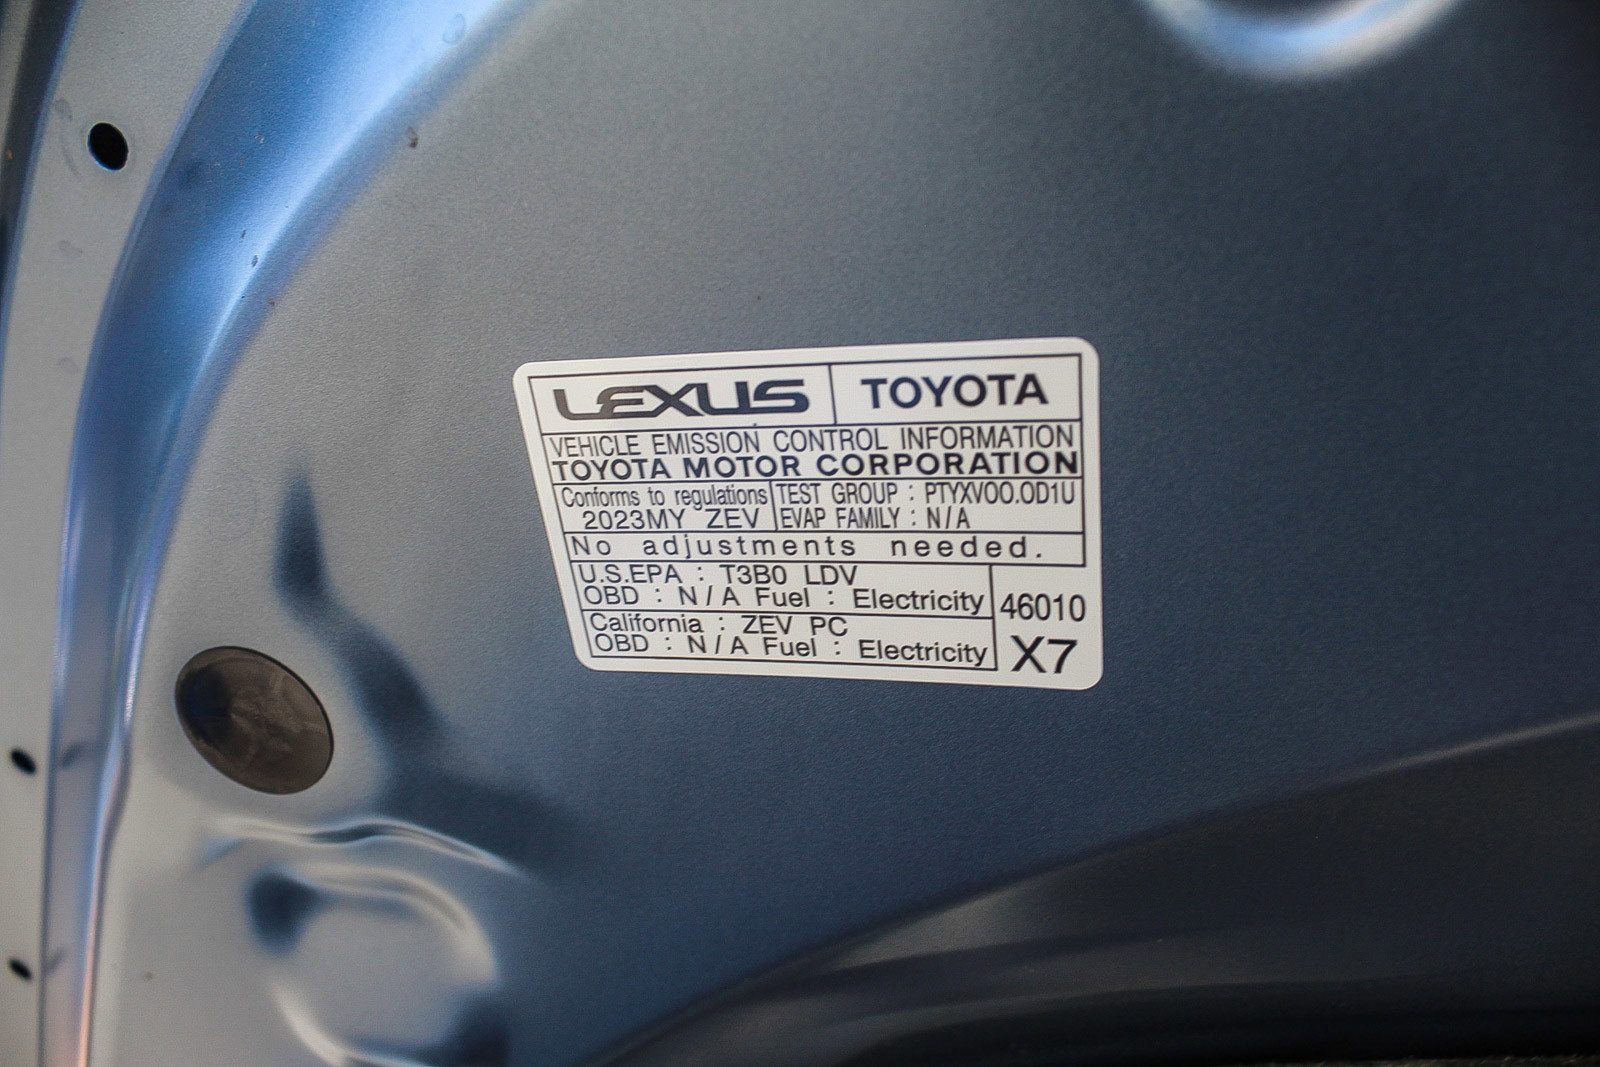 LEXUS TOYOTA
VEHICLE EMISSION CONTROL INFORMATION
TOYOTA MOTOR CORPORATION
Conforms to regulations TEST GROUP : PTYXV00.0D1U
2023MY ZEV EVAP FAMILY : N/A
No adjustments needed.
U.S.EPA : T3B0 LDV
OBD : N/A Fuel : Electricity
46010
California : ZEV PC
OBD : N/A Fuel : Electricity
X7